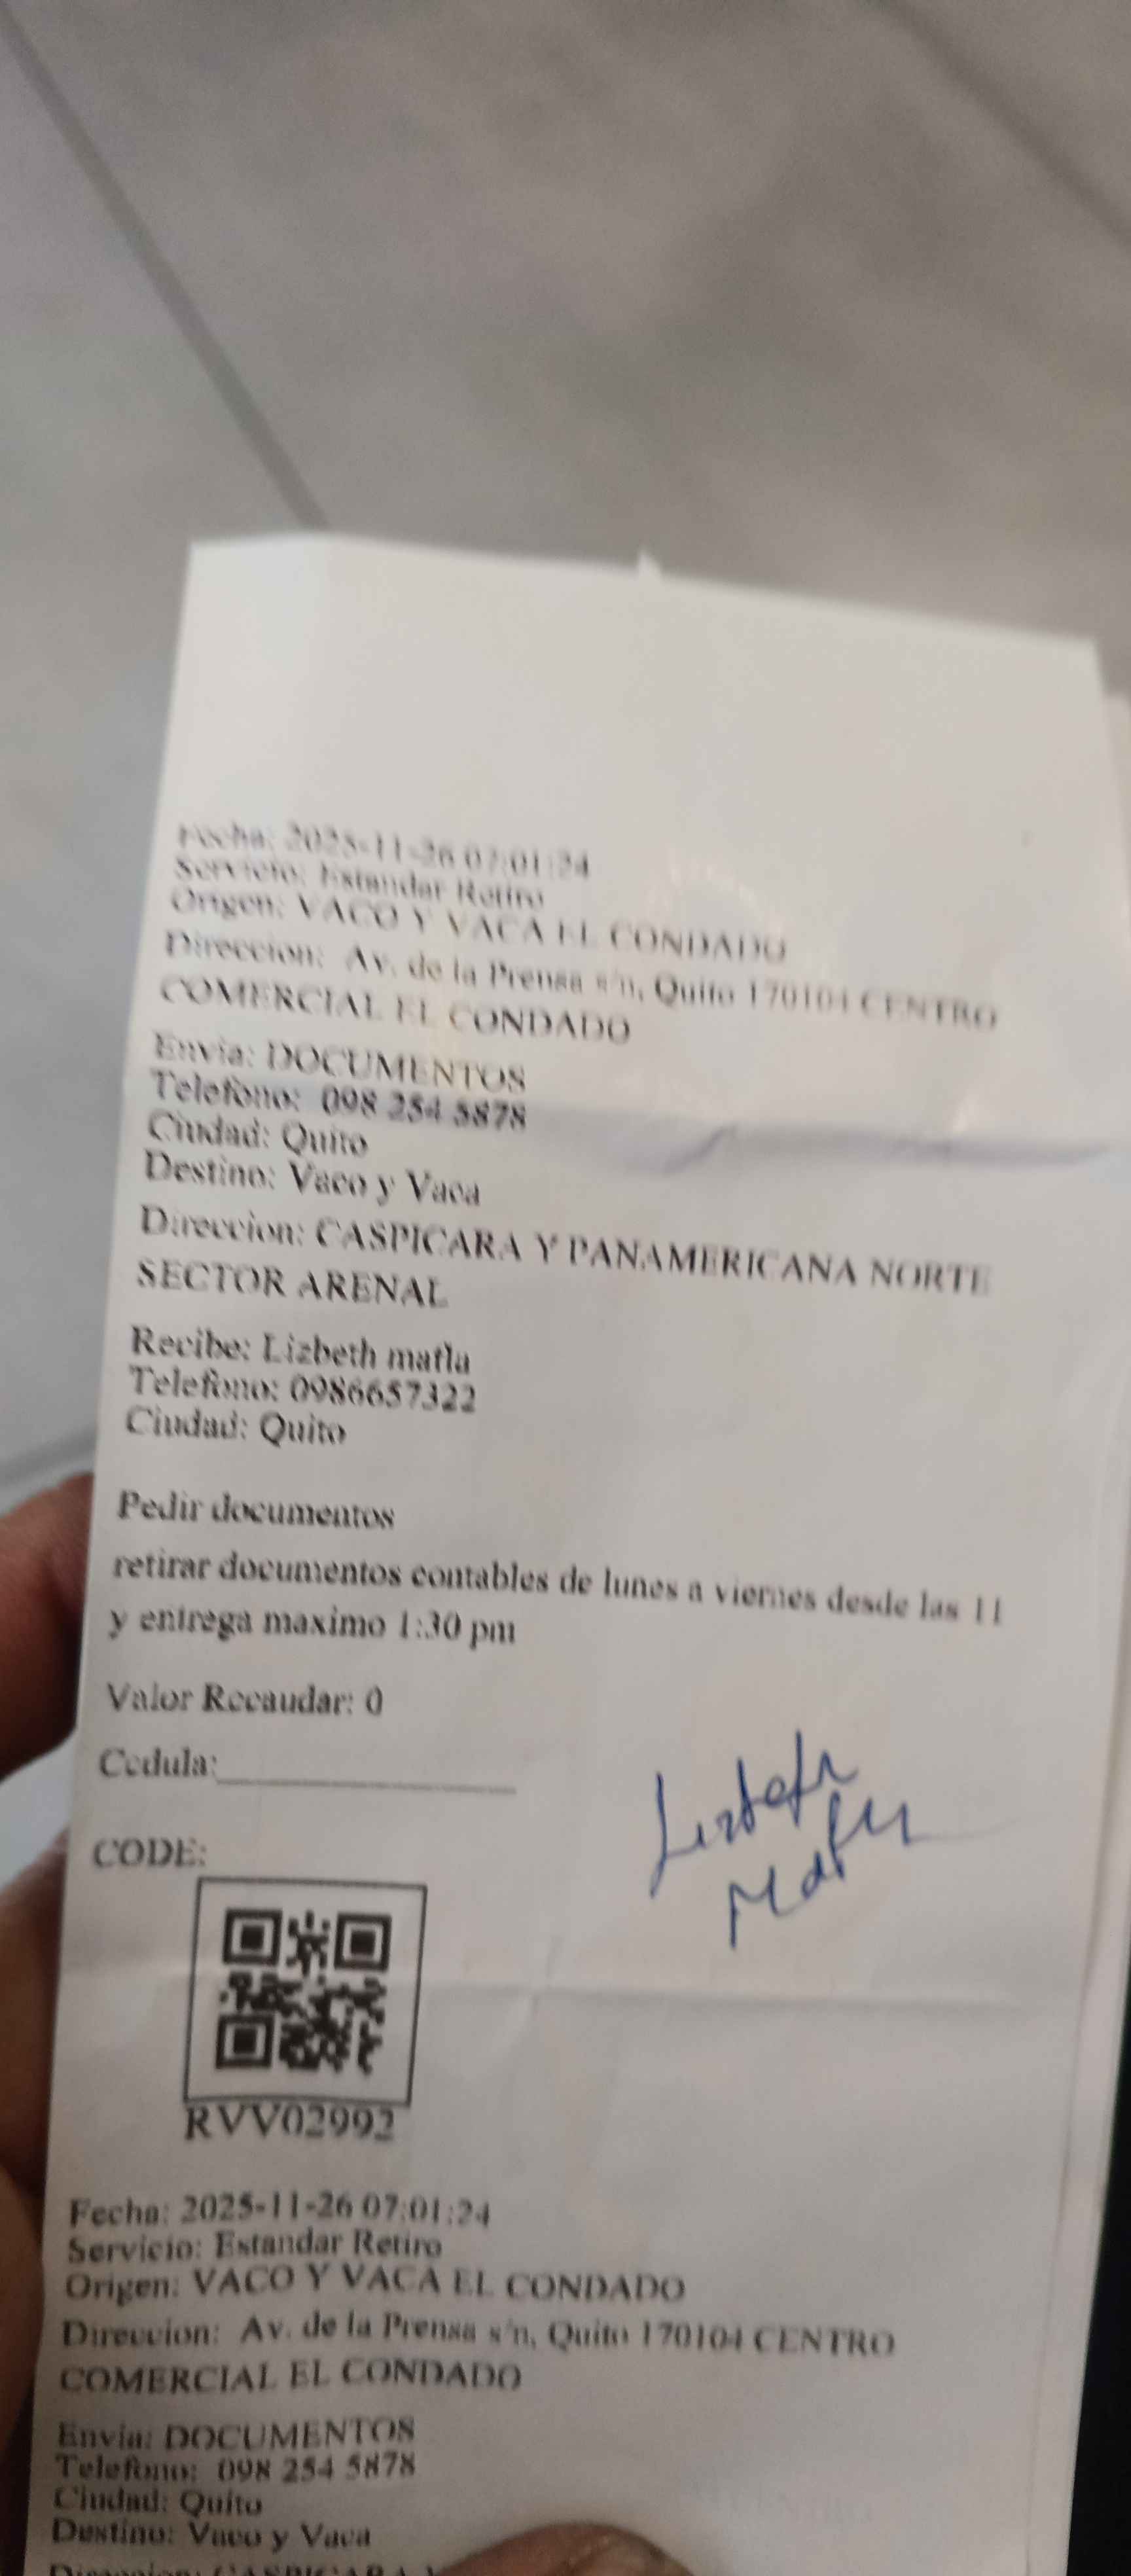 Fecha: 2025-11-26 07:01:24
Servicio: Estandar Retiro
Origen: VACO Y VACA EL CONDADO
Direccion: Av. de la Prensa s/n, Quito 170104 CENTRO
COMERCIAL EL CONDADO
Envia: DOCUMENTOS
Telefono: 098 254 5878
Ciudad: Quito
Destino: Vaco y Vaca
Direccion: CASPICARA Y PANAMERICANA NORTE
SECTOR ARENAL
Recibe: Lizbeth matla
Telefono: 0986657322
Ciudad: Quito
Pedir documentos
retirar documentos contables de lunes a viernes desde las 11
y entrega maximo 1:30 pm
Valor Recaudar: 0
Cedula:
CODE:
RVV02992
Fecha: 2025-11-26 07:01:24
Servicio: Estandar Retiro
Origen: VACO Y VACA EL CONDADO
Direccion: Av. de la Prensa s/n, Quito 170104 CENTRO
COMERCIAL EL CONDADO
Envia: DOCUMENTOS
Telefono: 098 254 5878
Ciudad: Quito
Destino: Vaco y Vaca
Direccion: CASPICARA